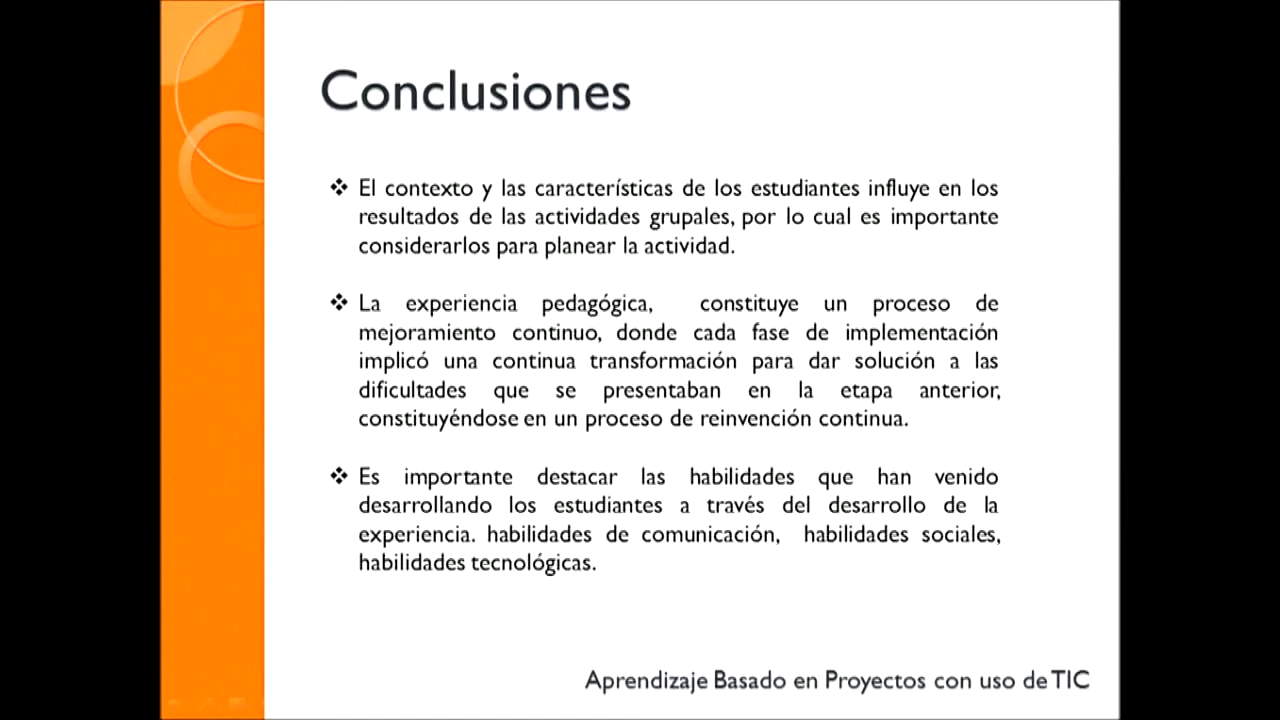 Conclusiones
❖ El contexto y las características de los estudiantes influye en los
resultados de las actividades grupales, por lo cual es importante
considerarlos para planear la actividad.
❖ La experiencia pedagógica, constituye un proceso de
mejoramiento continuo, donde cada fase de implementación
implicó una continua transformación para dar solución a las
dificultades que se presentaban en la etapa anterior,
constituyéndose en un proceso de reinvención continua.
❖ Es importante destacar las habilidades que han venido
desarrollando los estudiantes a través del desarrollo de la
experiencia. habilidades de comunicación, habilidades sociales,
habilidades tecnológicas.
Aprendizaje Basado en Proyectos con uso de TIC